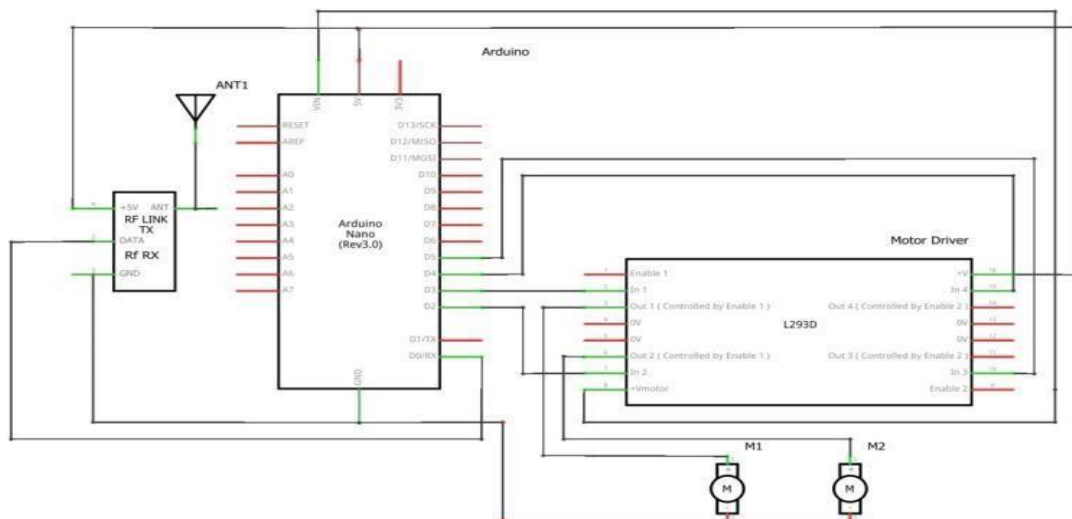 Arduino
ANT1
VIN
5V
3V3
RESET
AREF
A0
A1
A2
A3
A4
A5
A6
A7
D13/SCK
D12/MISO
D11/MOSI
D10
D9
D8
D7
D6
D5
D4
D3
D2
D1/TX
D0/RX
GND
Arduino
Nano
(Rev3.0)
+5V ANT
RF LINK
TX
DATA
Rf RX
GND
Motor Driver
Enable 1
In 1
Out 1 ( Controlled by Enable 1 )
0V
0V
Out 2 ( Controlled by Enable 1 )
In 2
+Vmotor
L293D
+V
In 4
Out 4 ( Controlled by Enable 2 )
0V
0V
Out 3 ( Controlled by Enable 2 )
In 3
Enable 2
M1
M2
M
M